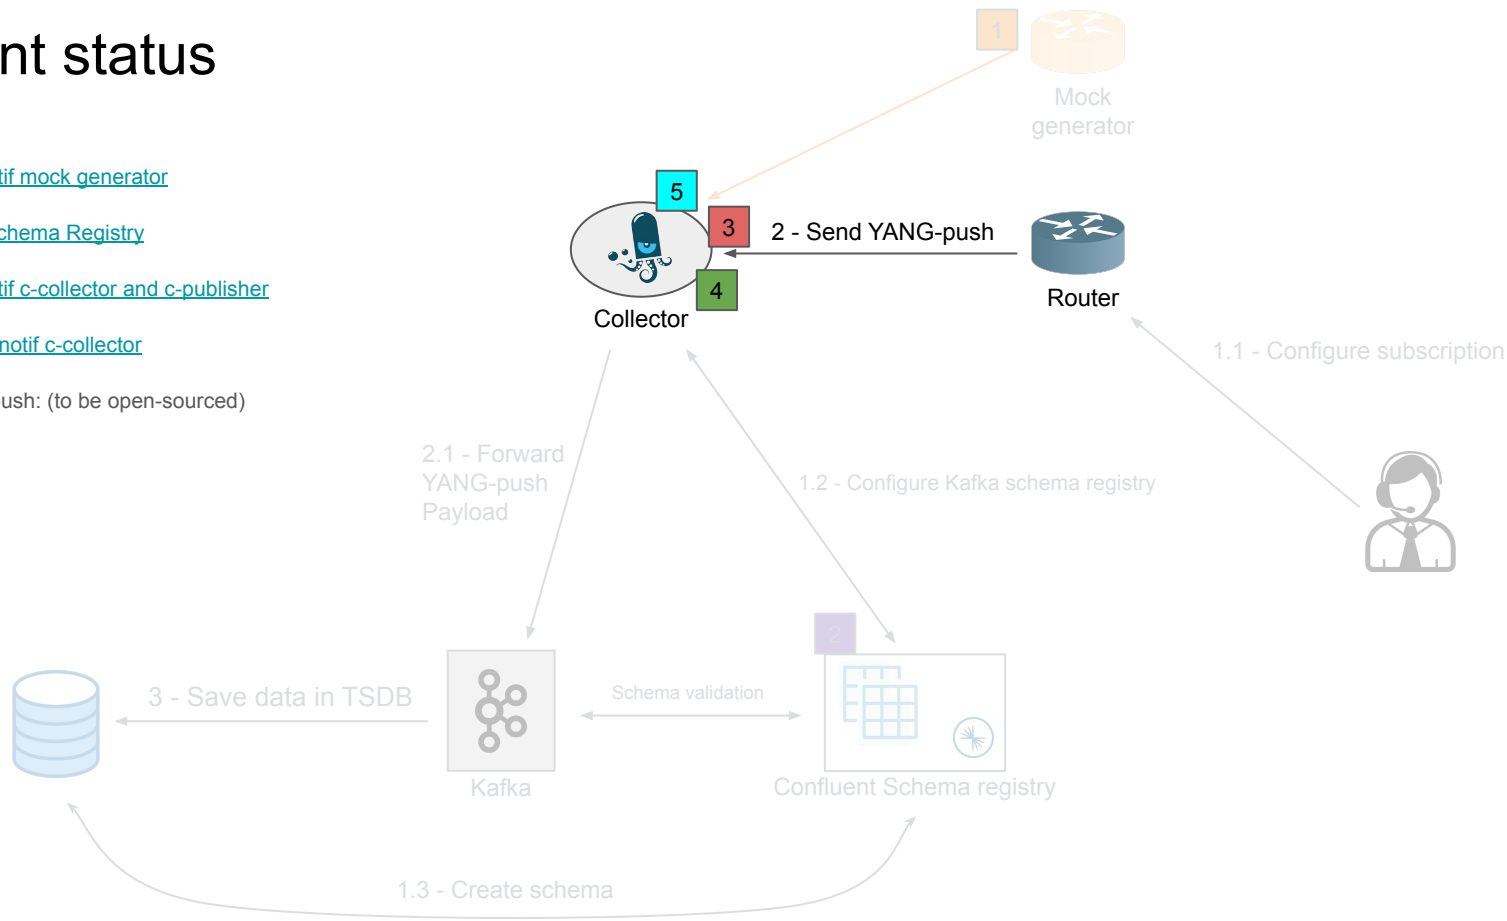 nt status
tif mock generator
chema Registry
tif c-collector and c-publisher
notif c-collector
ush: (to be open-sourced)
1
Mock
generator
5
3
2 - Send YANG-push
4
Collector
Router
1.1 - Configure subscription
2.1 - Forward
YANG-push
Payload
1.2 - Configure Kafka schema registry
2
3 - Save data in TSDB
Schema validation
Kafka
Confluent Schema registry
1.3 - Create schema